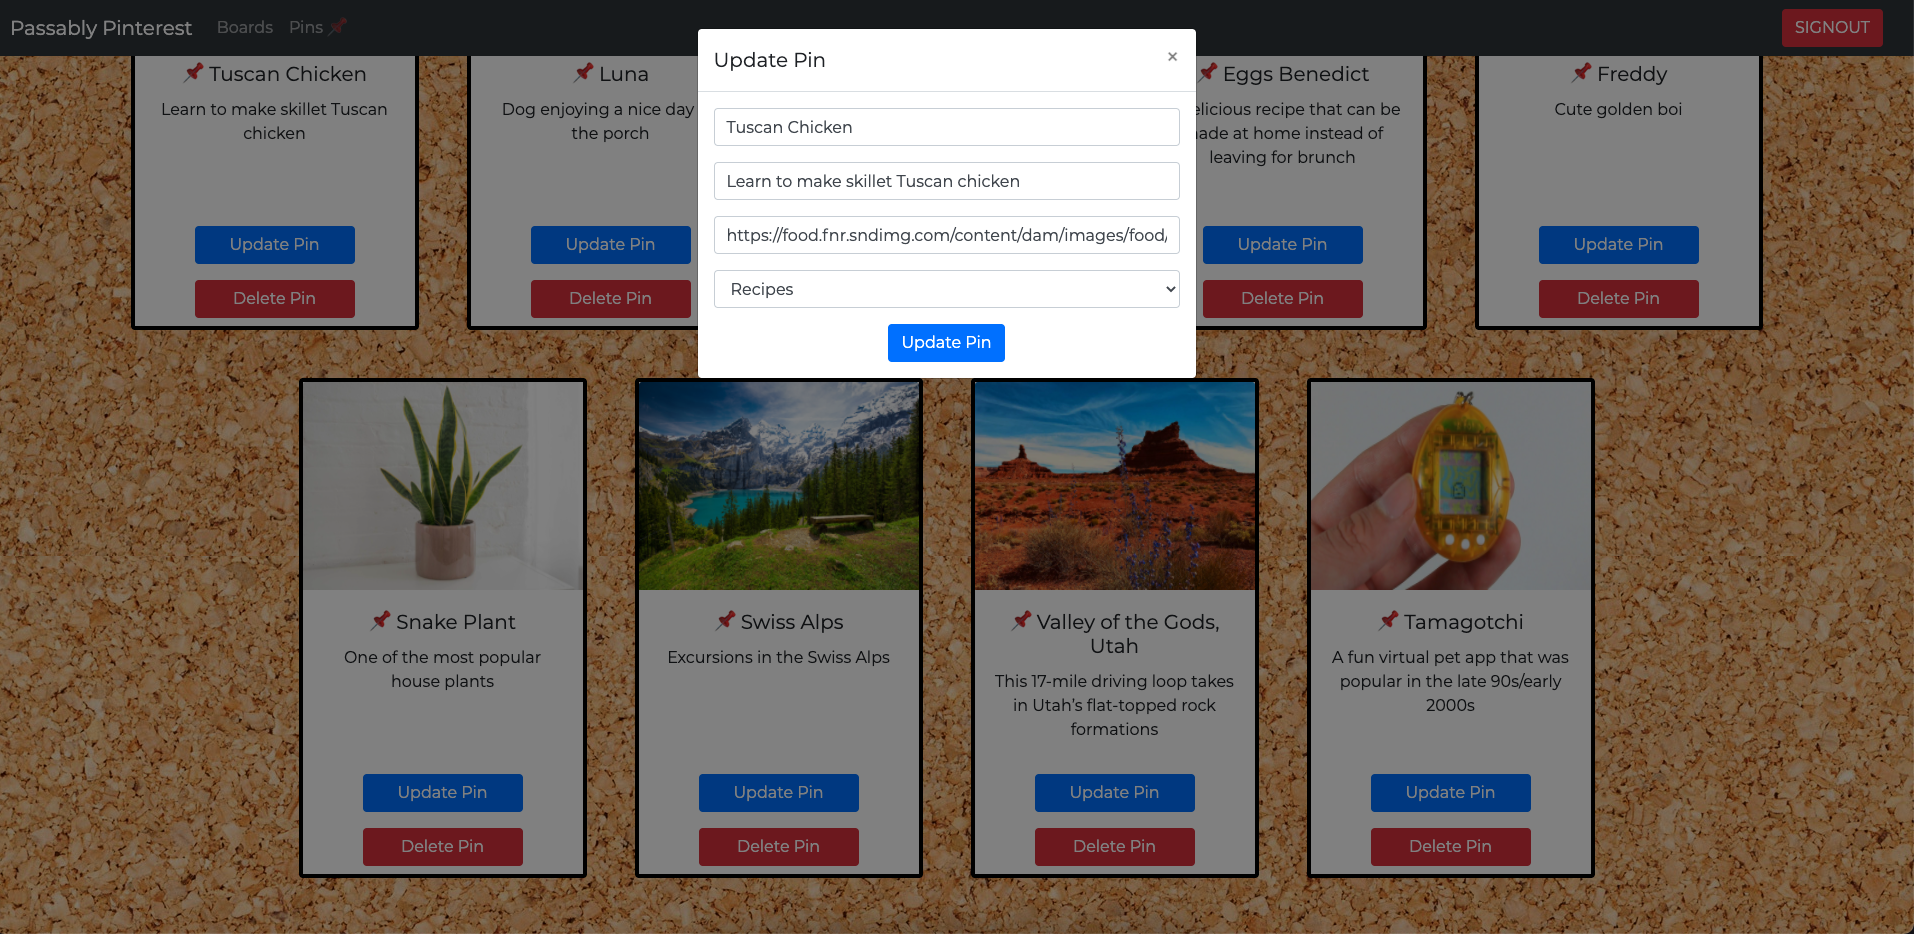 Passably Pinterest Boards Pins SIGNOUT
Update Pin ×
Tuscan Chicken
Learn to make skillet Tuscan chicken
https://food.fnr.sndimg.com/content/dam/images/food/
Recipes
Update Pin
Tuscan Chicken
Learn to make skillet Tuscan
chicken
Update Pin
Delete Pin
Luna
Dog enjoying a nice day
the porch
Update Pin
Delete Pin
Eggs Benedict
recipe that can be
at home instead of
leaving for brunch
Update Pin
Delete Pin
Freddy
Cute golden boi
Update Pin
Delete Pin
Snake Plant
One of the most popular
house plants
Update Pin
Delete Pin
Swiss Alps
Excursions in the Swiss Alps
Update Pin
Delete Pin
Valley of the Gods,
Utah
This 17-mile driving loop takes
in Utah’s flat-topped rock
formations
Update Pin
Delete Pin
Tamagotchi
A fun virtual pet app that was
popular in the late 90s/early
2000s
Update Pin
Delete Pin